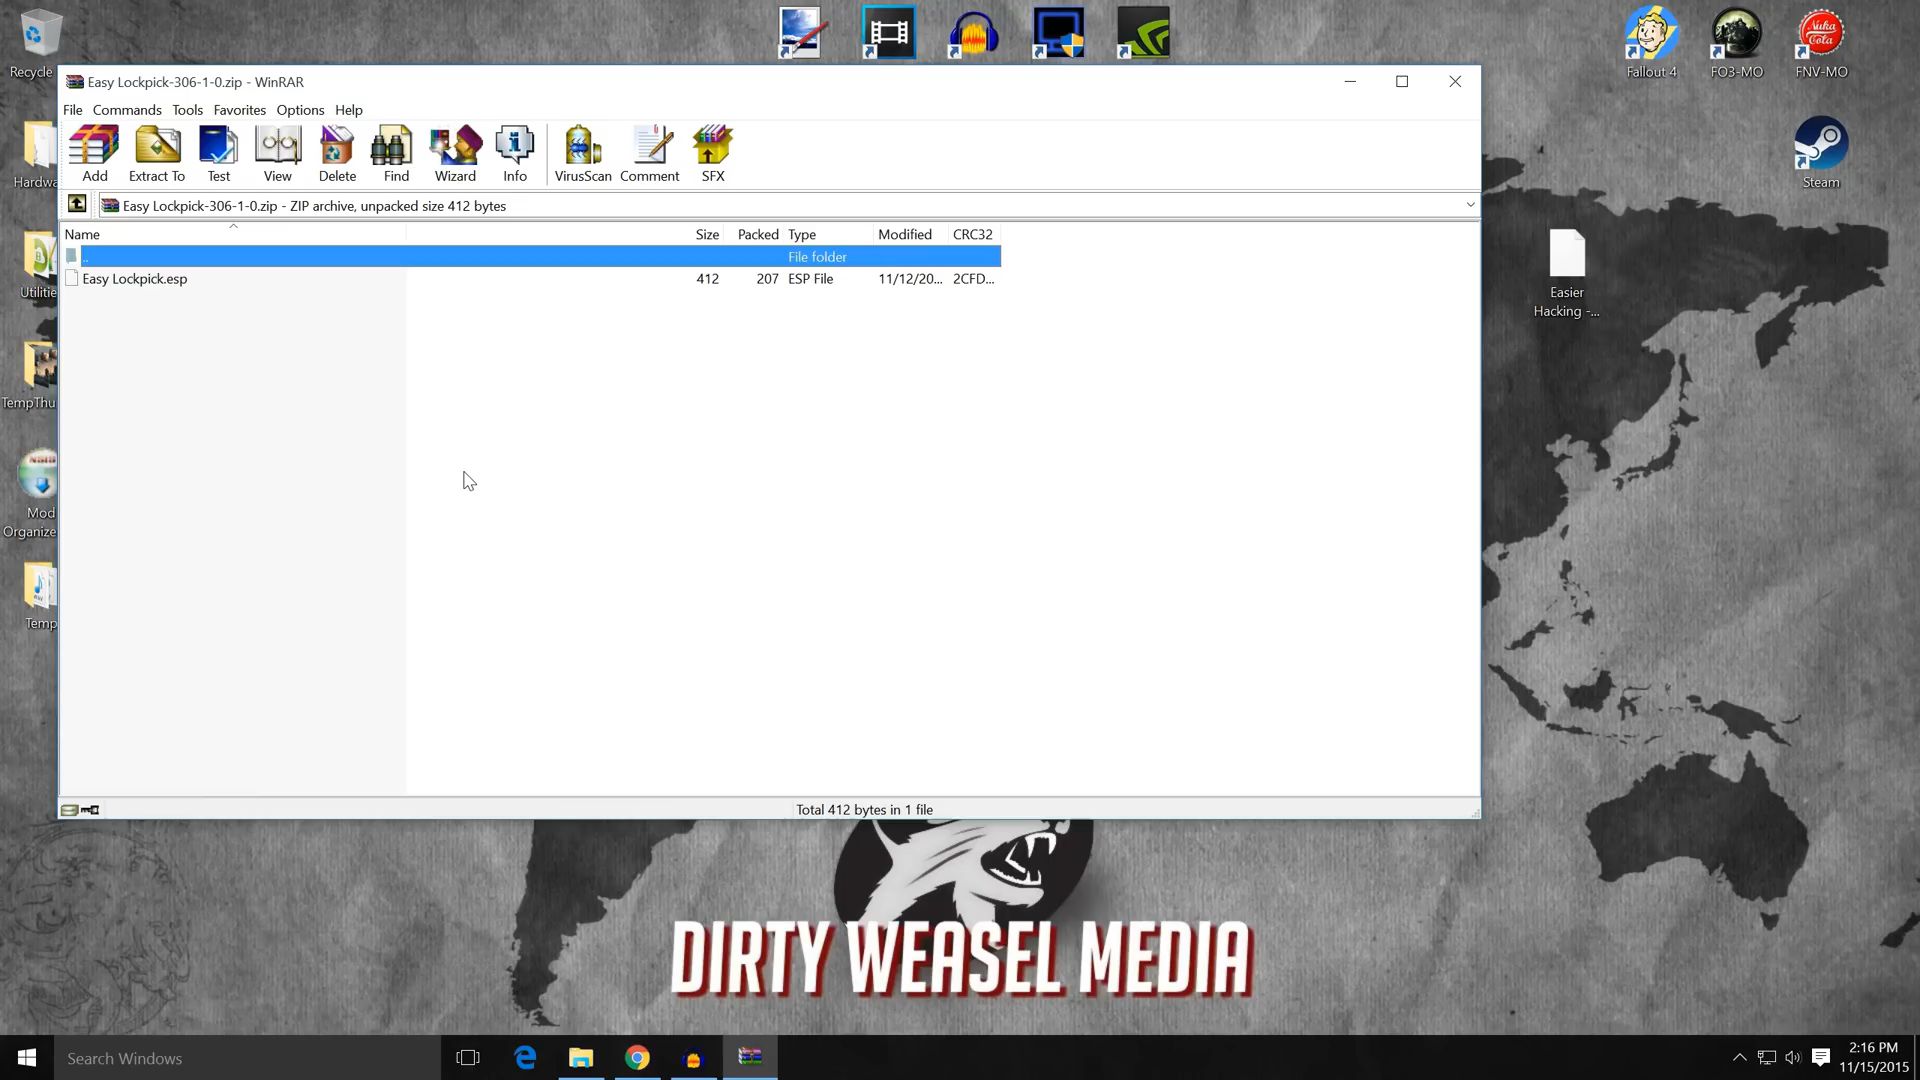 Recycle
Fallout 4
FO3-MO
Nuka
Cola
FNV-MO
Easy Lockpick-306-1-0.zip - WinRAR
File Commands Tools Favorites Options Help
Add Extract To Test View Delete Find Wizard Info VirusScan Comment SFX
Easy Lockpick-306-1-0.zip - ZIP archive, unpacked size 412 bytes
Name Size Packed Type Modified CRC32
.. File folder
Easy Lockpick.esp 412 207 ESP File 11/12/20... 2CFD...
Total 412 bytes in 1 file
Hardwa
Utilitie
TempThu
Mod
Organize
Temp
Steam
Easier
Hacking -...
DIRTY WEASEL MEDIA
Search Windows
2:16 PM
11/15/2015